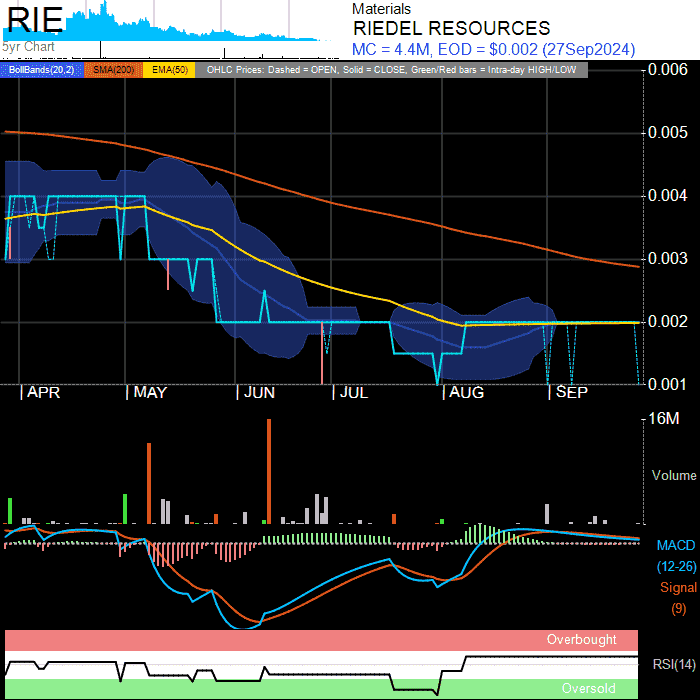 RIE
5yr Chart
Materials
RIEDEL RESOURCES
MC = 4.4M, EOD = $0.002 (27Sep2024)
BollBands(20,2) SMA(200) EMA(50) OHLC Prices: Dashed = OPEN, Solid = CLOSE, Green/Red bars = Intra-day HIGH/LOW
0.006
0.005
0.004
0.003
0.002
0.001
APR MAY JUN JUL AUG SEP
16M
Volume
MACD
(12-26)
Signal
(9)
Overbought
RSI(14)
Oversold